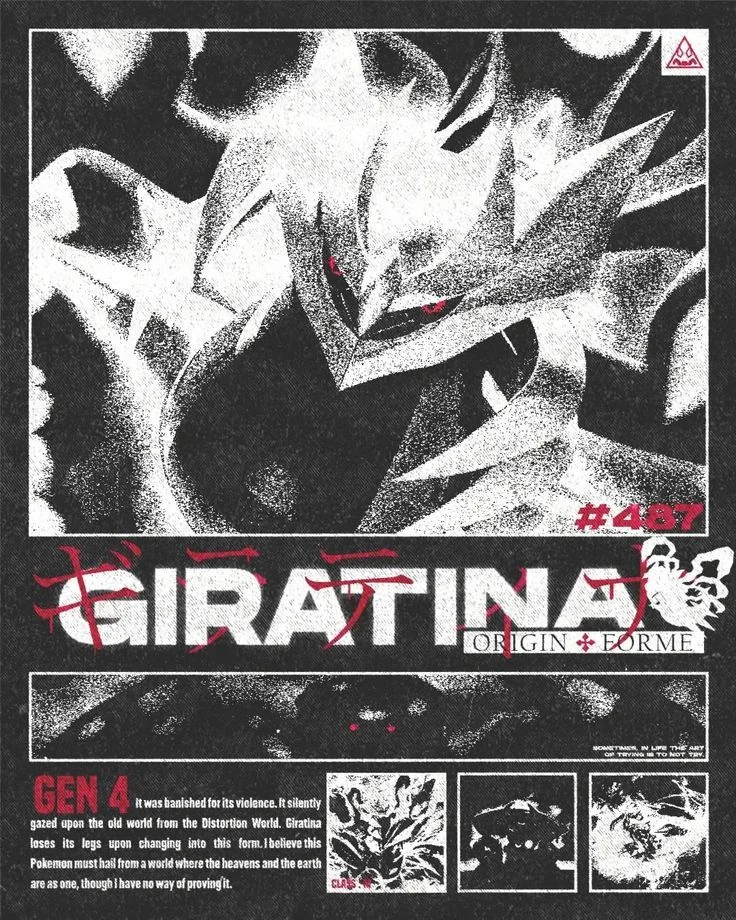 #487
ギラティナ
GIRATINA
ORIGIN ✣ FORME
SOMETIMES, IN LIFE THE ART
OF TRYING IS TO NOT TRY.
GEN 4 It was banished for its violence. It silently
gazed upon the old world from the Distortion World. Giratina
loses its legs upon changing into this form. I believe this
Pokemon must hail from a world where the heavens and the earth
are as one, though I have no way of proving it.